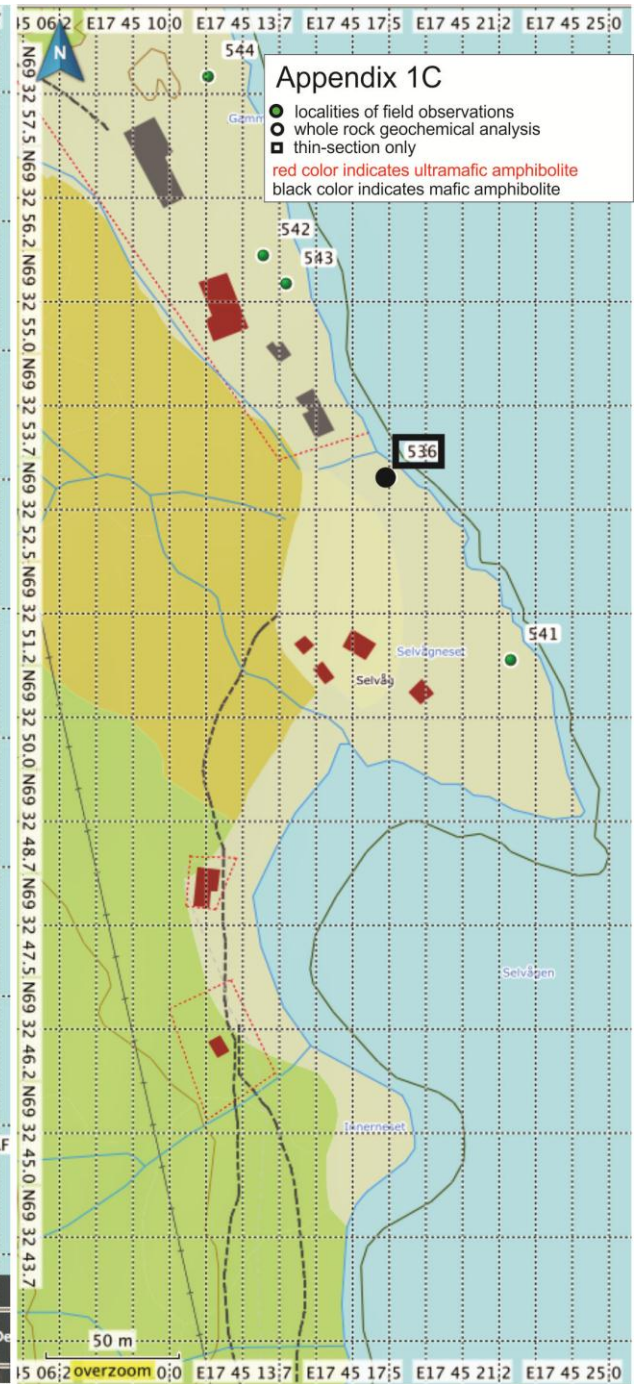 45 06.2 E17 45 10.0 E17 45 13.7 E17 45 17.5 E17 45 21.2 E17 45 25.0
N
544
Appendix 1C
localities of field observations
whole rock geochemical analysis
thin-section only
red color indicates ultramafic amphibolite
black color indicates mafic amphibolite
Gamm
542
543
536
541
Selvågneset
Selvåg
Selvågen
Innerneset
N69 32 57.5
N69 32 56.2
N69 32 55.0
N69 32 53.7
N69 32 52.5
N69 32 51.2
N69 32 50.0
N69 32 48.7
N69 32 47.5
N69 32 46.2
N69 32 45.0
N69 32 43.7
50 m
45 06.2 overzoom 0.0 E17 45 13.7 E17 45 17.5 E17 45 21.2 E17 45 25.0